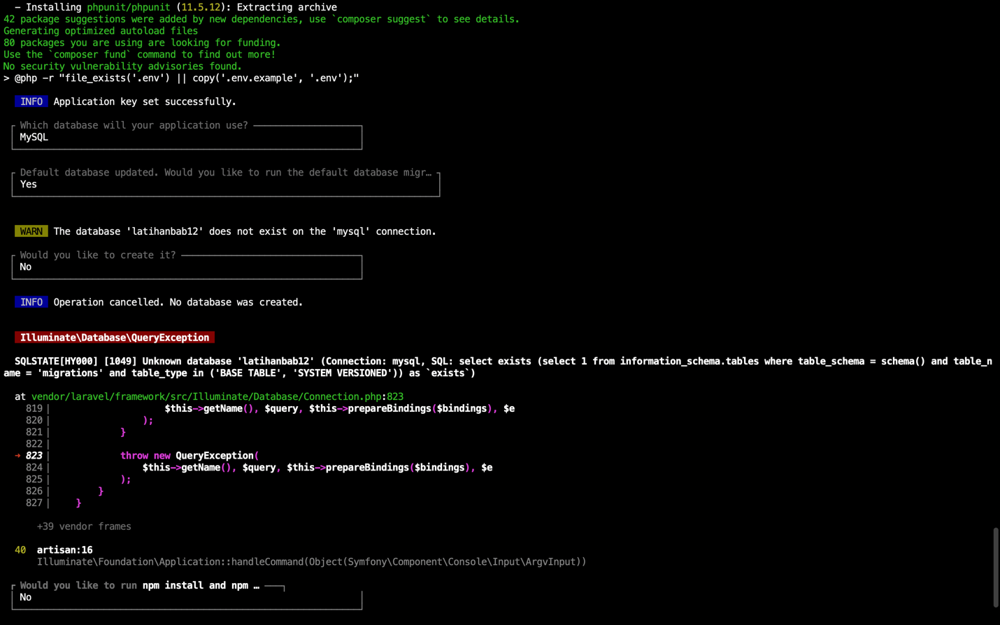 - Installing phpunit/phpunit (11.5.12): Extracting archive
42 package suggestions were added by new dependencies, use `composer suggest` to see details.
Generating optimized autoload files
80 packages you are using are looking for funding.
Use the `composer fund` command to find out more!
No security vulnerability advisories found.
> @php -r "file_exists('.env') || copy('.env.example', '.env');"
INFO Application key set successfully.
Which database will your application use?
MySQL
Default database updated. Would you like to run the default database migr…
Yes
WARN The database 'latihanbab12' does not exist on the 'mysql' connection.
Would you like to create it?
No
INFO Operation cancelled. No database was created.
Illuminate\Database\QueryException
SQLSTATE[HY000] [1049] Unknown database 'latihanbab12' (Connection: mysql, SQL: select exists (select 1 from information_schema.tables where table_schema = schema() and table_n
ame = 'migrations' and table_type in ('BASE TABLE', 'SYSTEM VERSIONED')) as `exists`)
at vendor/laravel/framework/src/Illuminate/Database/Connection.php:823
819| $this->getName(), $query, $this->prepareBindings($bindings), $e
820| );
821| }
822|
→ 823| throw new QueryException(
824| $this->getName(), $query, $this->prepareBindings($bindings), $e
825| );
826| }
827| }
+39 vendor frames
40 artisan:16
Illuminate\Foundation\Application::handleCommand(Object(Symfony\Component\Console\Input\ArgvInput))
Would you like to run npm install and npm …
No